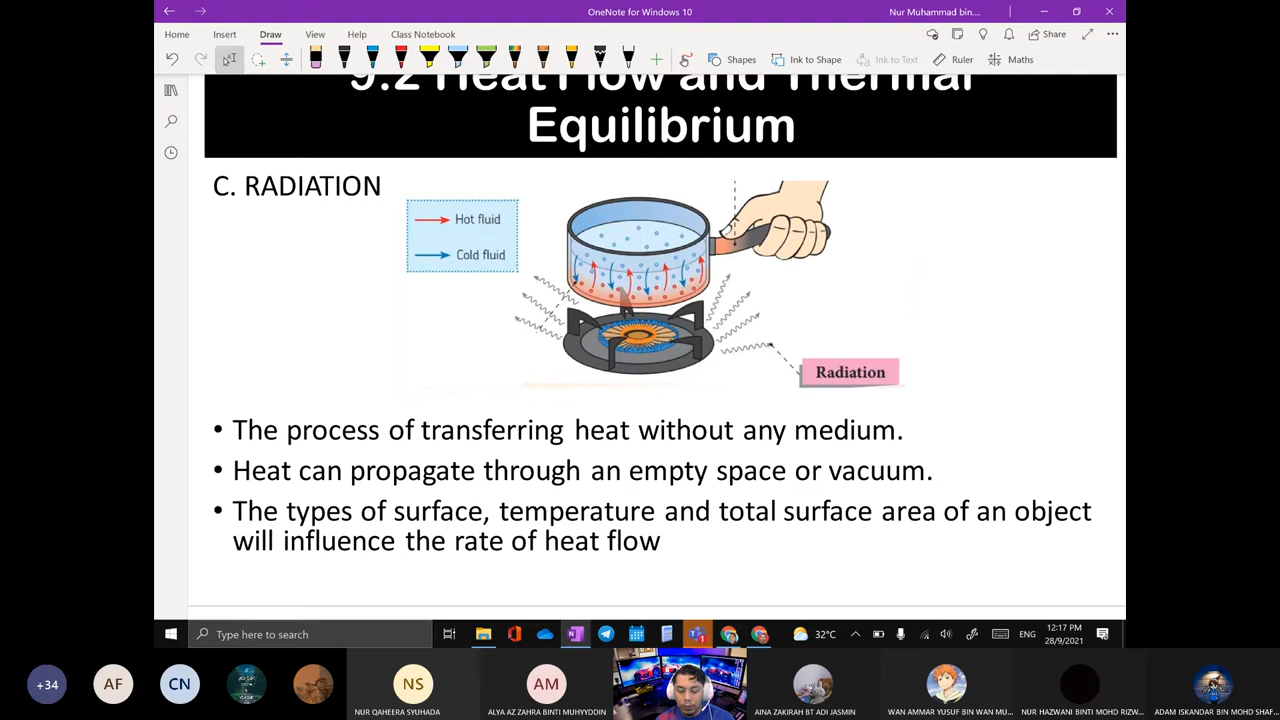 OneNote for Windows 10
Nur Muhammad bin....
Home
Insert
Draw
View
Help
Class Notebook
Share
Shapes
Ink to Shape
Ink to Text
Ruler
Maths
9.2 Heat Flow and Thermal
Equilibrium
C. RADIATION
Hot fluid
Cold fluid
Radiation
• The process of transferring heat without any medium.
• Heat can propagate through an empty space or vacuum.
• The types of surface, temperature and total surface area of an object
will influence the rate of heat flow
Type here to search
32°C
ENG
12:17 PM
28/9/2021
+34
AF
CN
NS
AM
NUR QAHEERA SYUHADA
ALYA AZ ZAHRA BINTI MUHYYDDIN
AINA ZAKIRAH BT ADI JASMIN
WAN AMMAR YUSUF BIN WAN MU...
NUR HAZWANI BINTI MOHD RIZW...
ADAM ISKANDAR BIN MOHD SHAF...